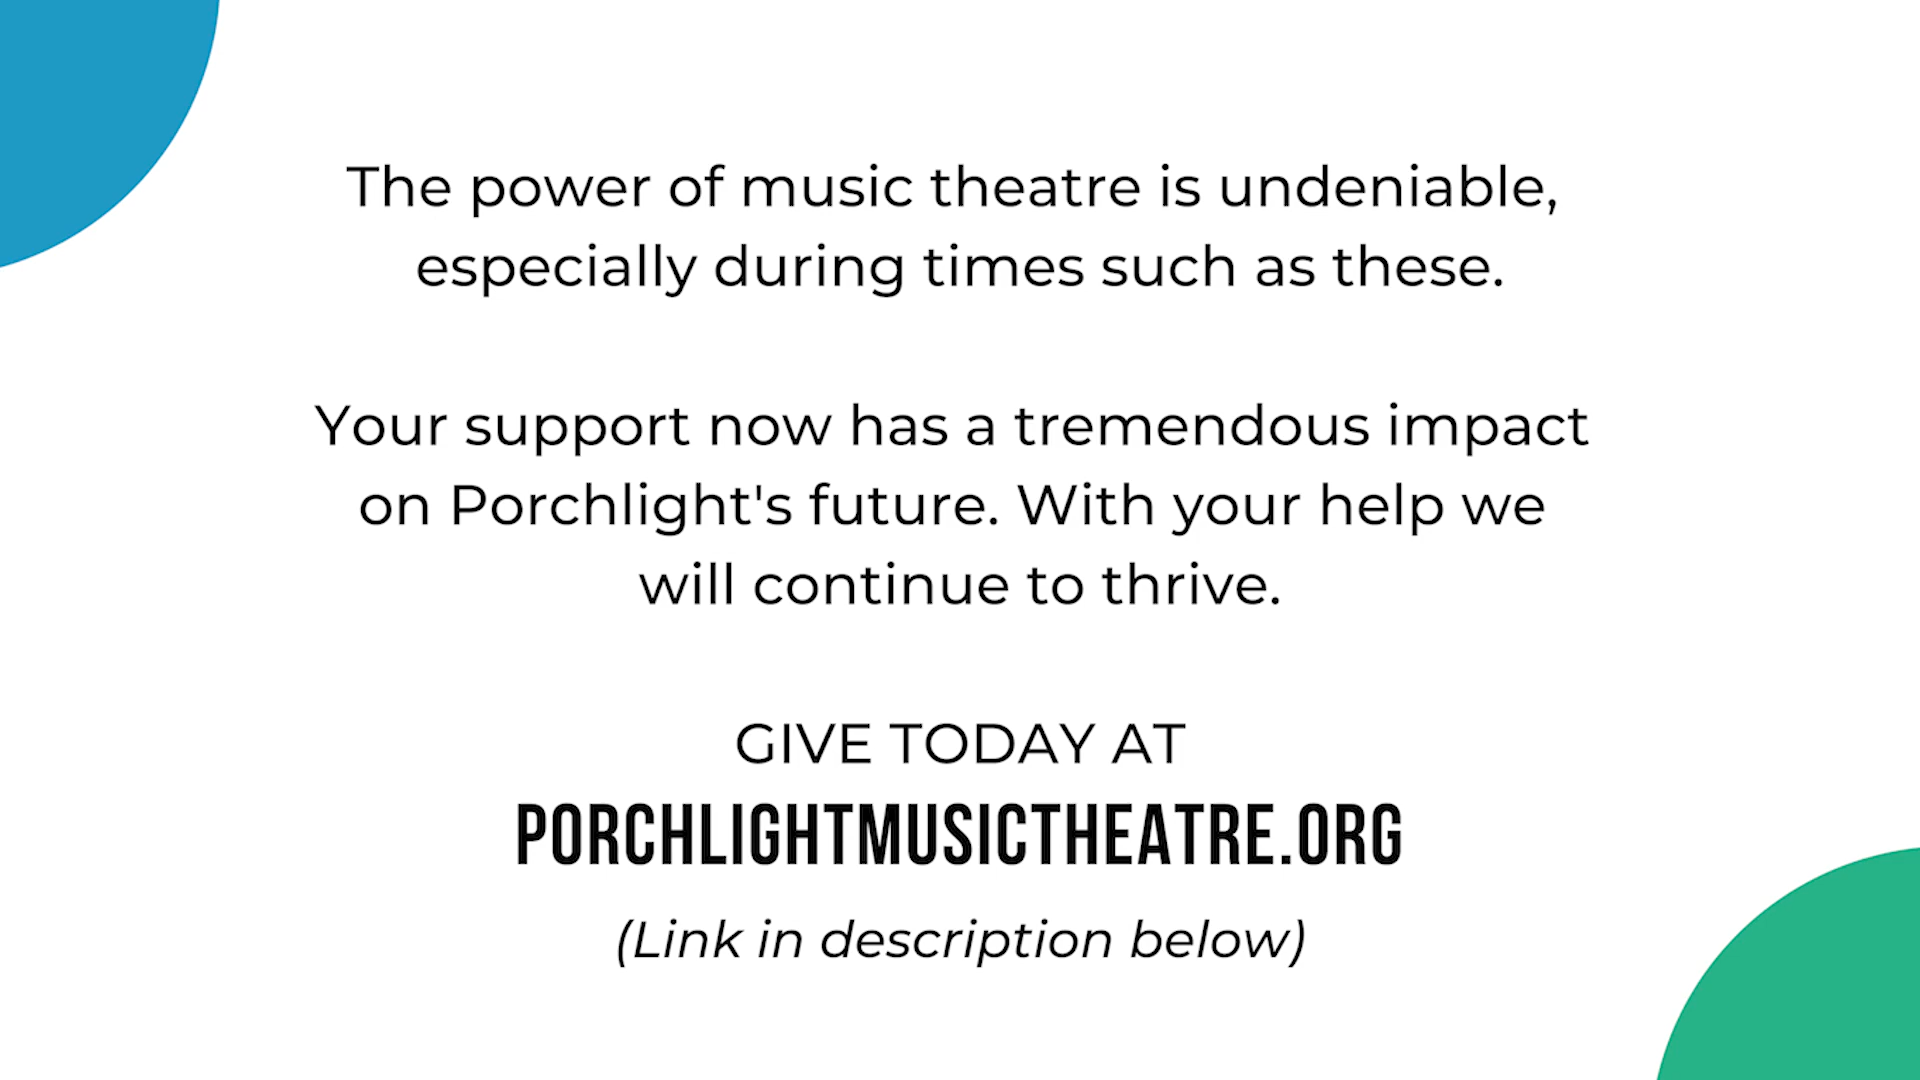 The power of music theatre is undeniable,
especially during times such as these.
Your support now has a tremendous impact
on Porchlight's future. With your help we
will continue to thrive.
GIVE TODAY AT
PORCHLIGHTMUSICTHEATRE.ORG
(Link in description below)